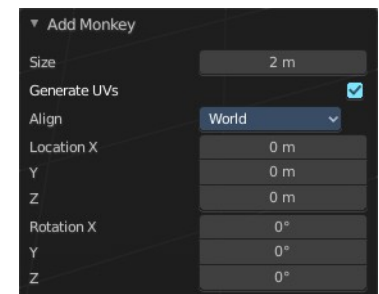 Add Monkey
Size 2 m
Generate UVs
Align World
Location X 0 m
Y 0 m
Z 0 m
Rotation X 0°
Y 0°
Z 0°